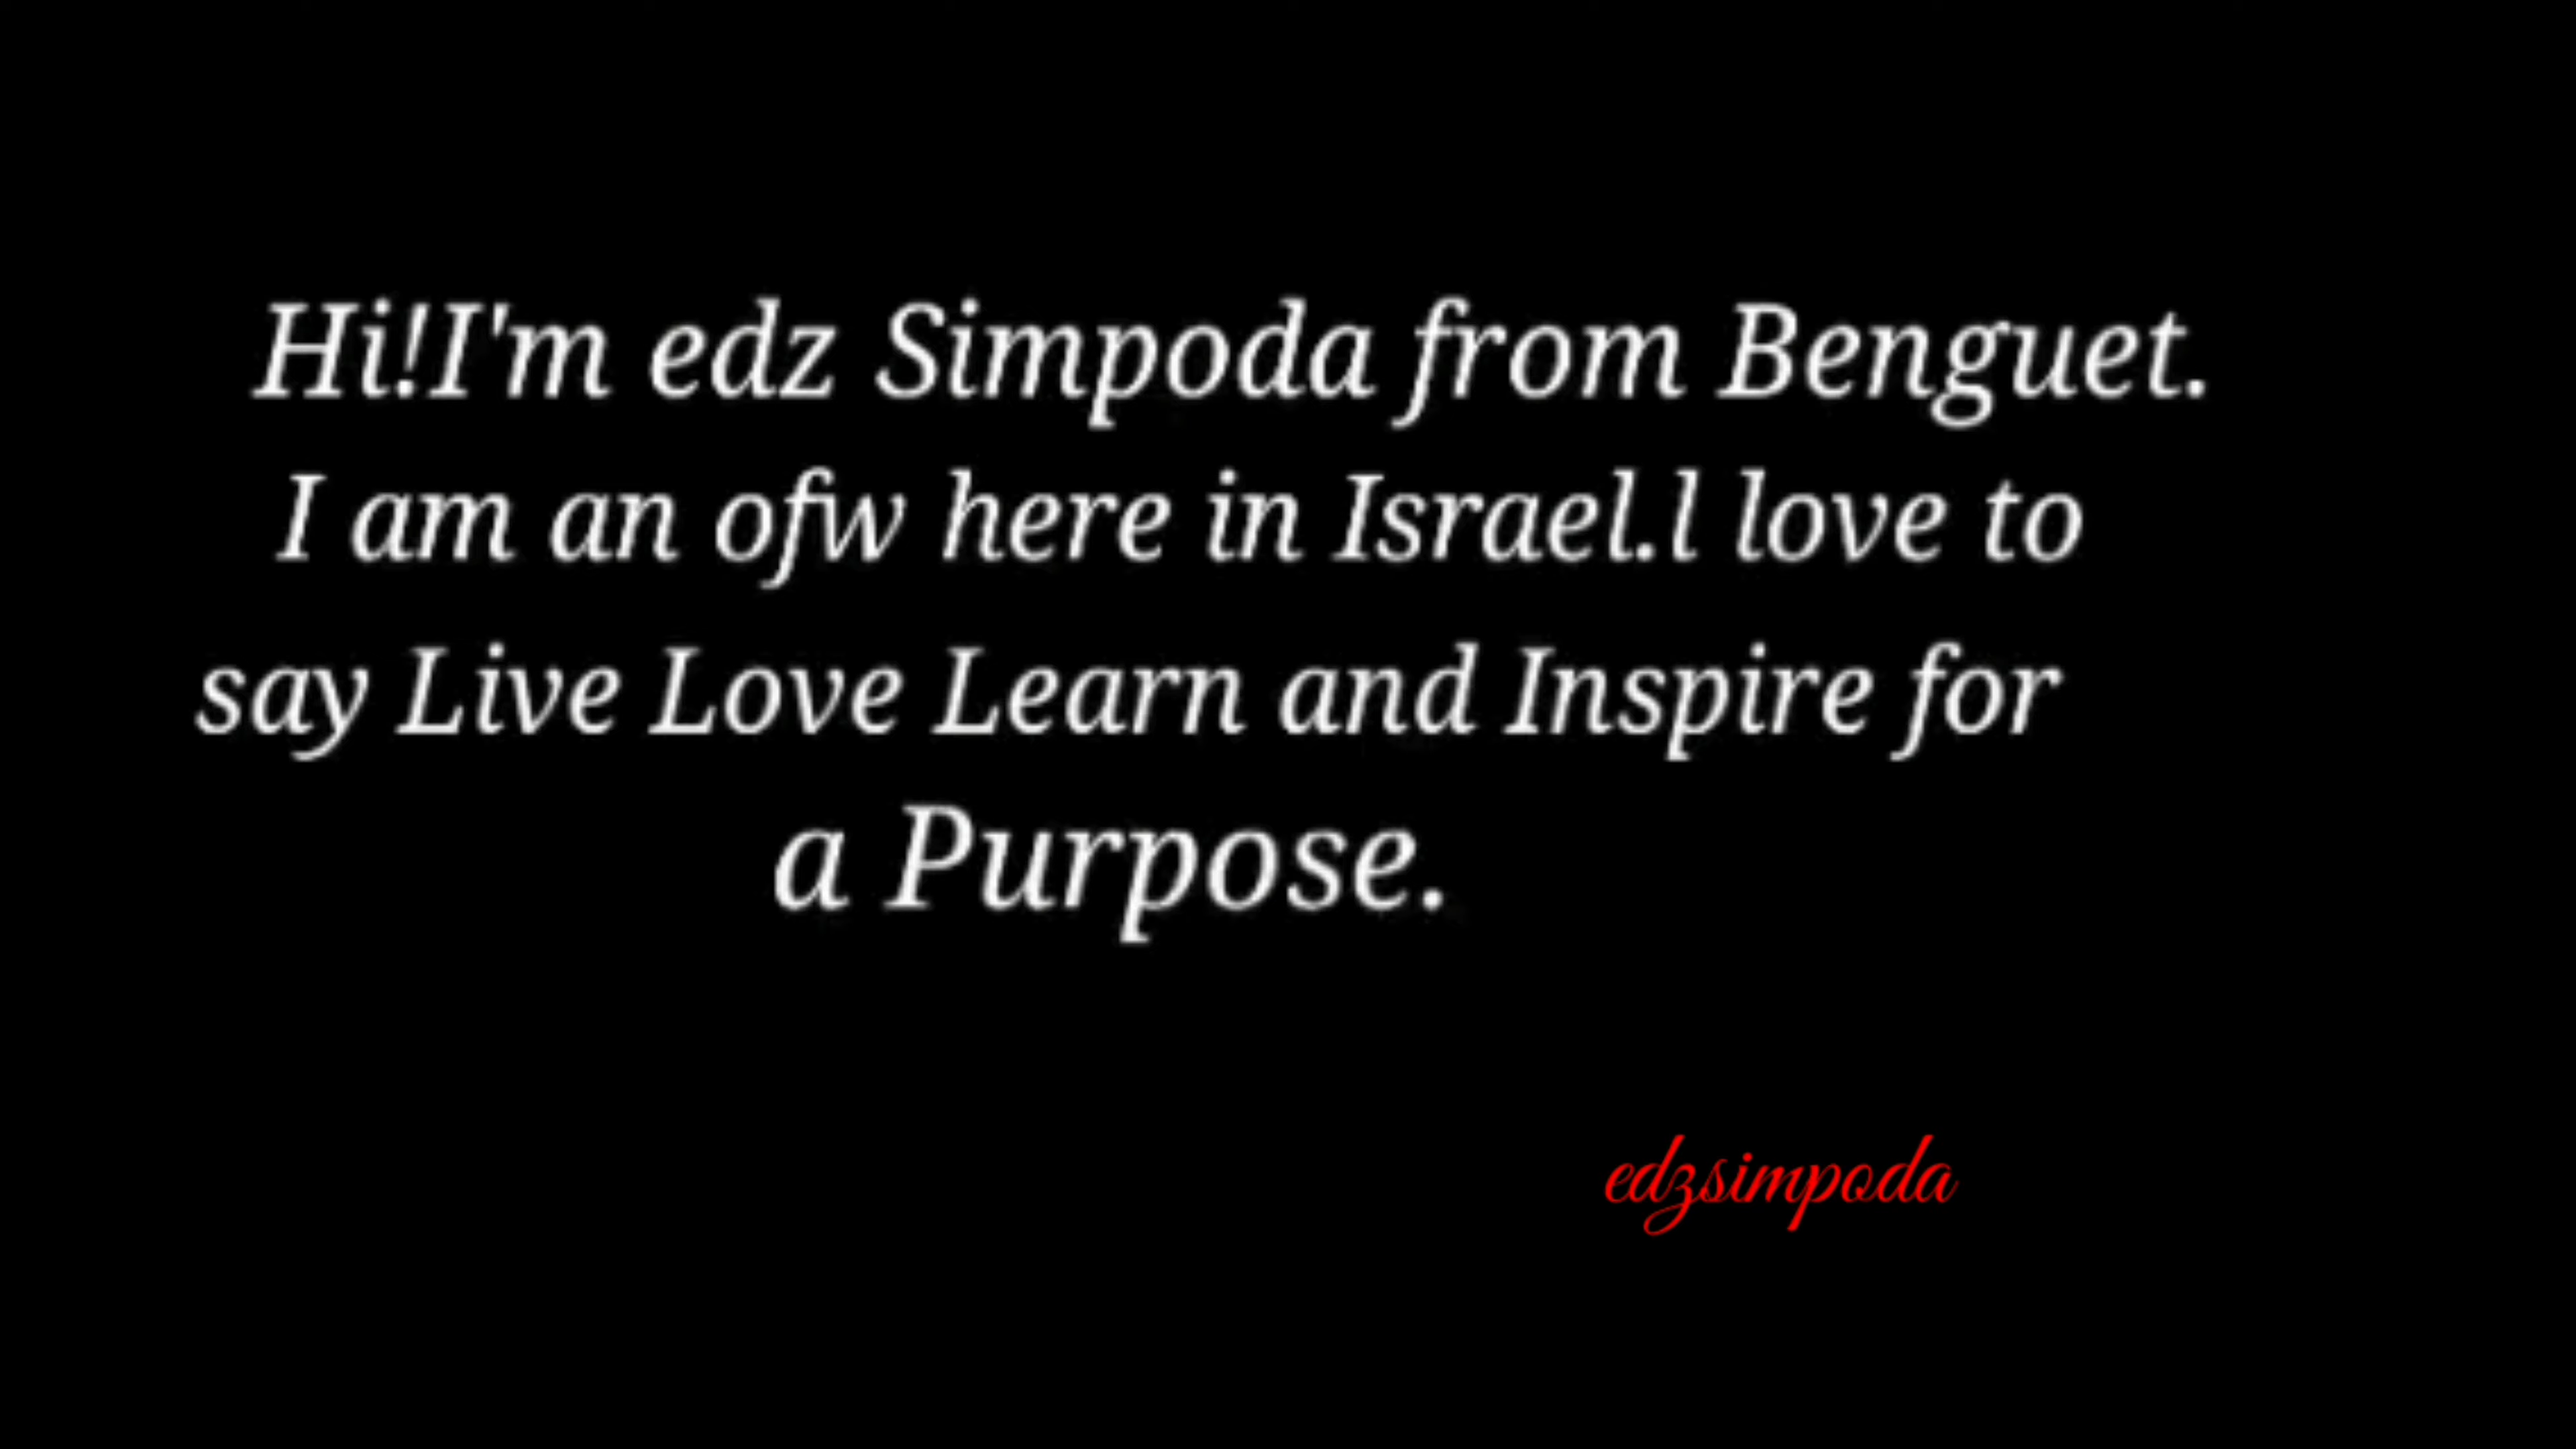 Hi!I'm edz Simpoda from Benguet.
I am an ofw here in Israel.l love to
say Live Love Learn and Inspire for
a Purpose.
edzsimpoda